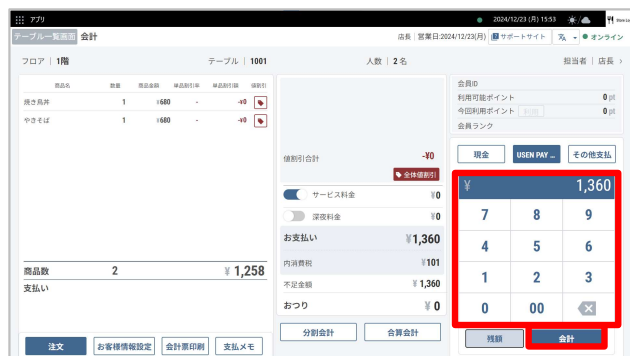 アプリ
2024/12/23 (月) 15:53
テーブル一覧画面 会計
店長 営業日:2024/12/23(月) サポートサイト オンライン
フロア 1階 テーブル 1001 人数 2名 担当者 店長
商品名 数量 商品金額 単品割引率 単品割引額 値割引
焼き鳥丼 1 ¥680 - -¥0
やきそば 1 ¥680 - -¥0
商品数 2 ¥ 1,258
支払い
注文 お客様情報設定 会計票印刷 支払メモ
値割引合計 -¥0
全体値割引
サービス料金 ¥0
深夜料金 ¥0
お支払い ¥1,360
内消費税 ¥101
不足金額 ¥ 1,360
おつり ¥ 0
分割会計 合算会計
会員ID
利用可能ポイント 0 pt
今回利用ポイント 利用 0 pt
会員ランク
現金 USEN PAY ... その他支払
¥ 1,360
7 8 9
4 5 6
1 2 3
0 00
残額 会計